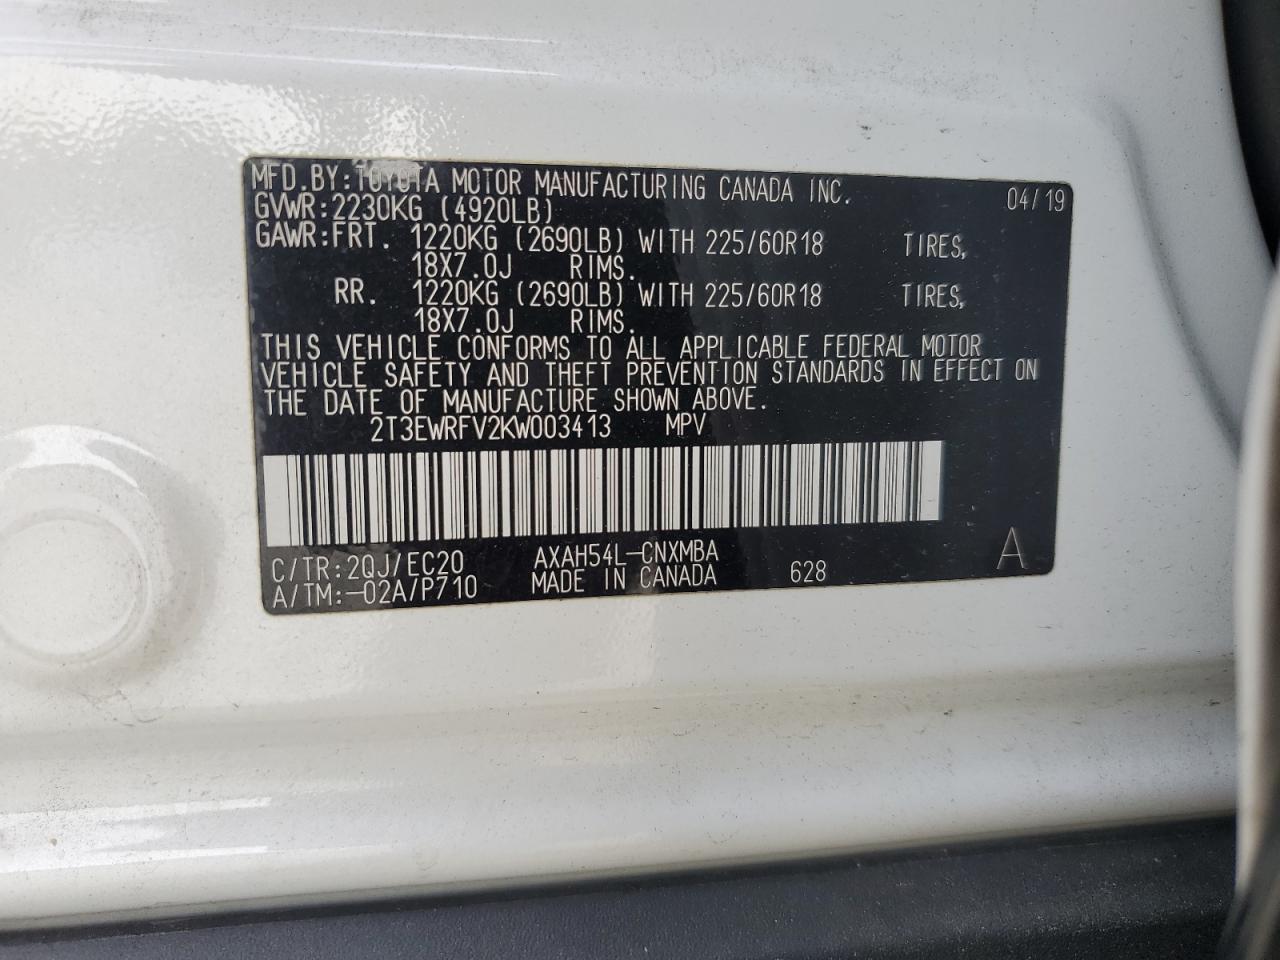 MFD.BY:TOYOTA MOTOR MANUFACTURING CANADA INC. 04/19
GVWR:2230KG (4920LB)
GAWR:FRT. 1220KG (2690LB) WITH 225/60R18 TIRES,
18X7.0J RIMS.
RR. 1220KG (2690LB) WITH 225/60R18 TIRES,
18X7.0J RIMS.
THIS VEHICLE CONFORMS TO ALL APPLICABLE FEDERAL MOTOR
VEHICLE SAFETY AND THEFT PREVENTION STANDARDS IN EFFECT ON
THE DATE OF MANUFACTURE SHOWN ABOVE.
2T3EWRFV2KW003413 MPV
C/TR:2QJ/EC20 AXAH54L-CNXMBA
A/TM:-02A/P710 MADE IN CANADA 628 A